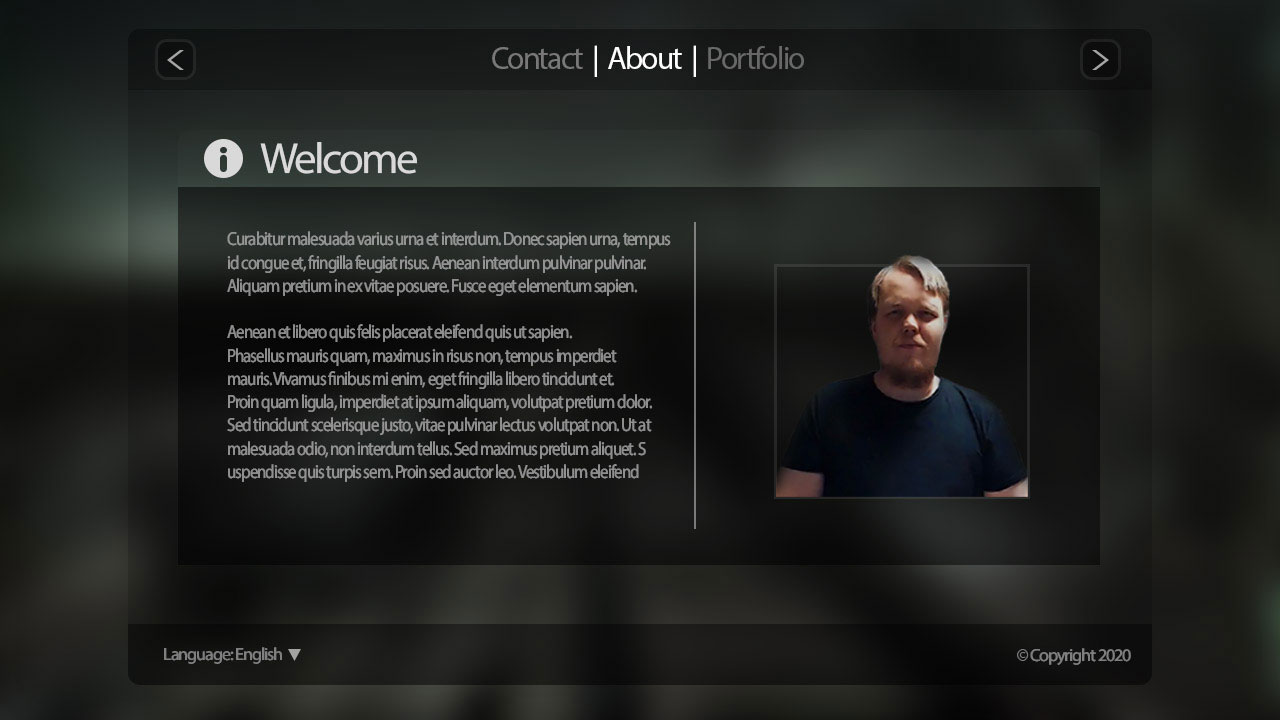 Contact | About | Portfolio
Welcome
Curabitur malesuada varius urna et interdum. Donec sapien urna, tempus
id congue et, fringilla feugiat risus. Aenean interdum pulvinar pulvinar.
Aliquam pretium in ex vitae posuere. Fusce eget elementum sapien.
Aenean et libero quis felis placerat eleifend quis ut sapien.
Phasellus mauris quam, maximus in risus non, tempus imperdiet
mauris. Vivamus finibus mi enim, eget fringilla libero tincidunt et.
Proin quam ligula, imperdiet at ipsum aliquam, volutpat pretium dolor.
Sed tincidunt scelerisque justo, vitae pulvinar lectus volutpat non. Ut at
malesuada odio, non interdum tellus. Sed maximus pretium aliquet. S
uspendisse quis turpis sem. Proin sed auctor leo. Vestibulum eleifend
Language: English ▼
© Copyright 2020